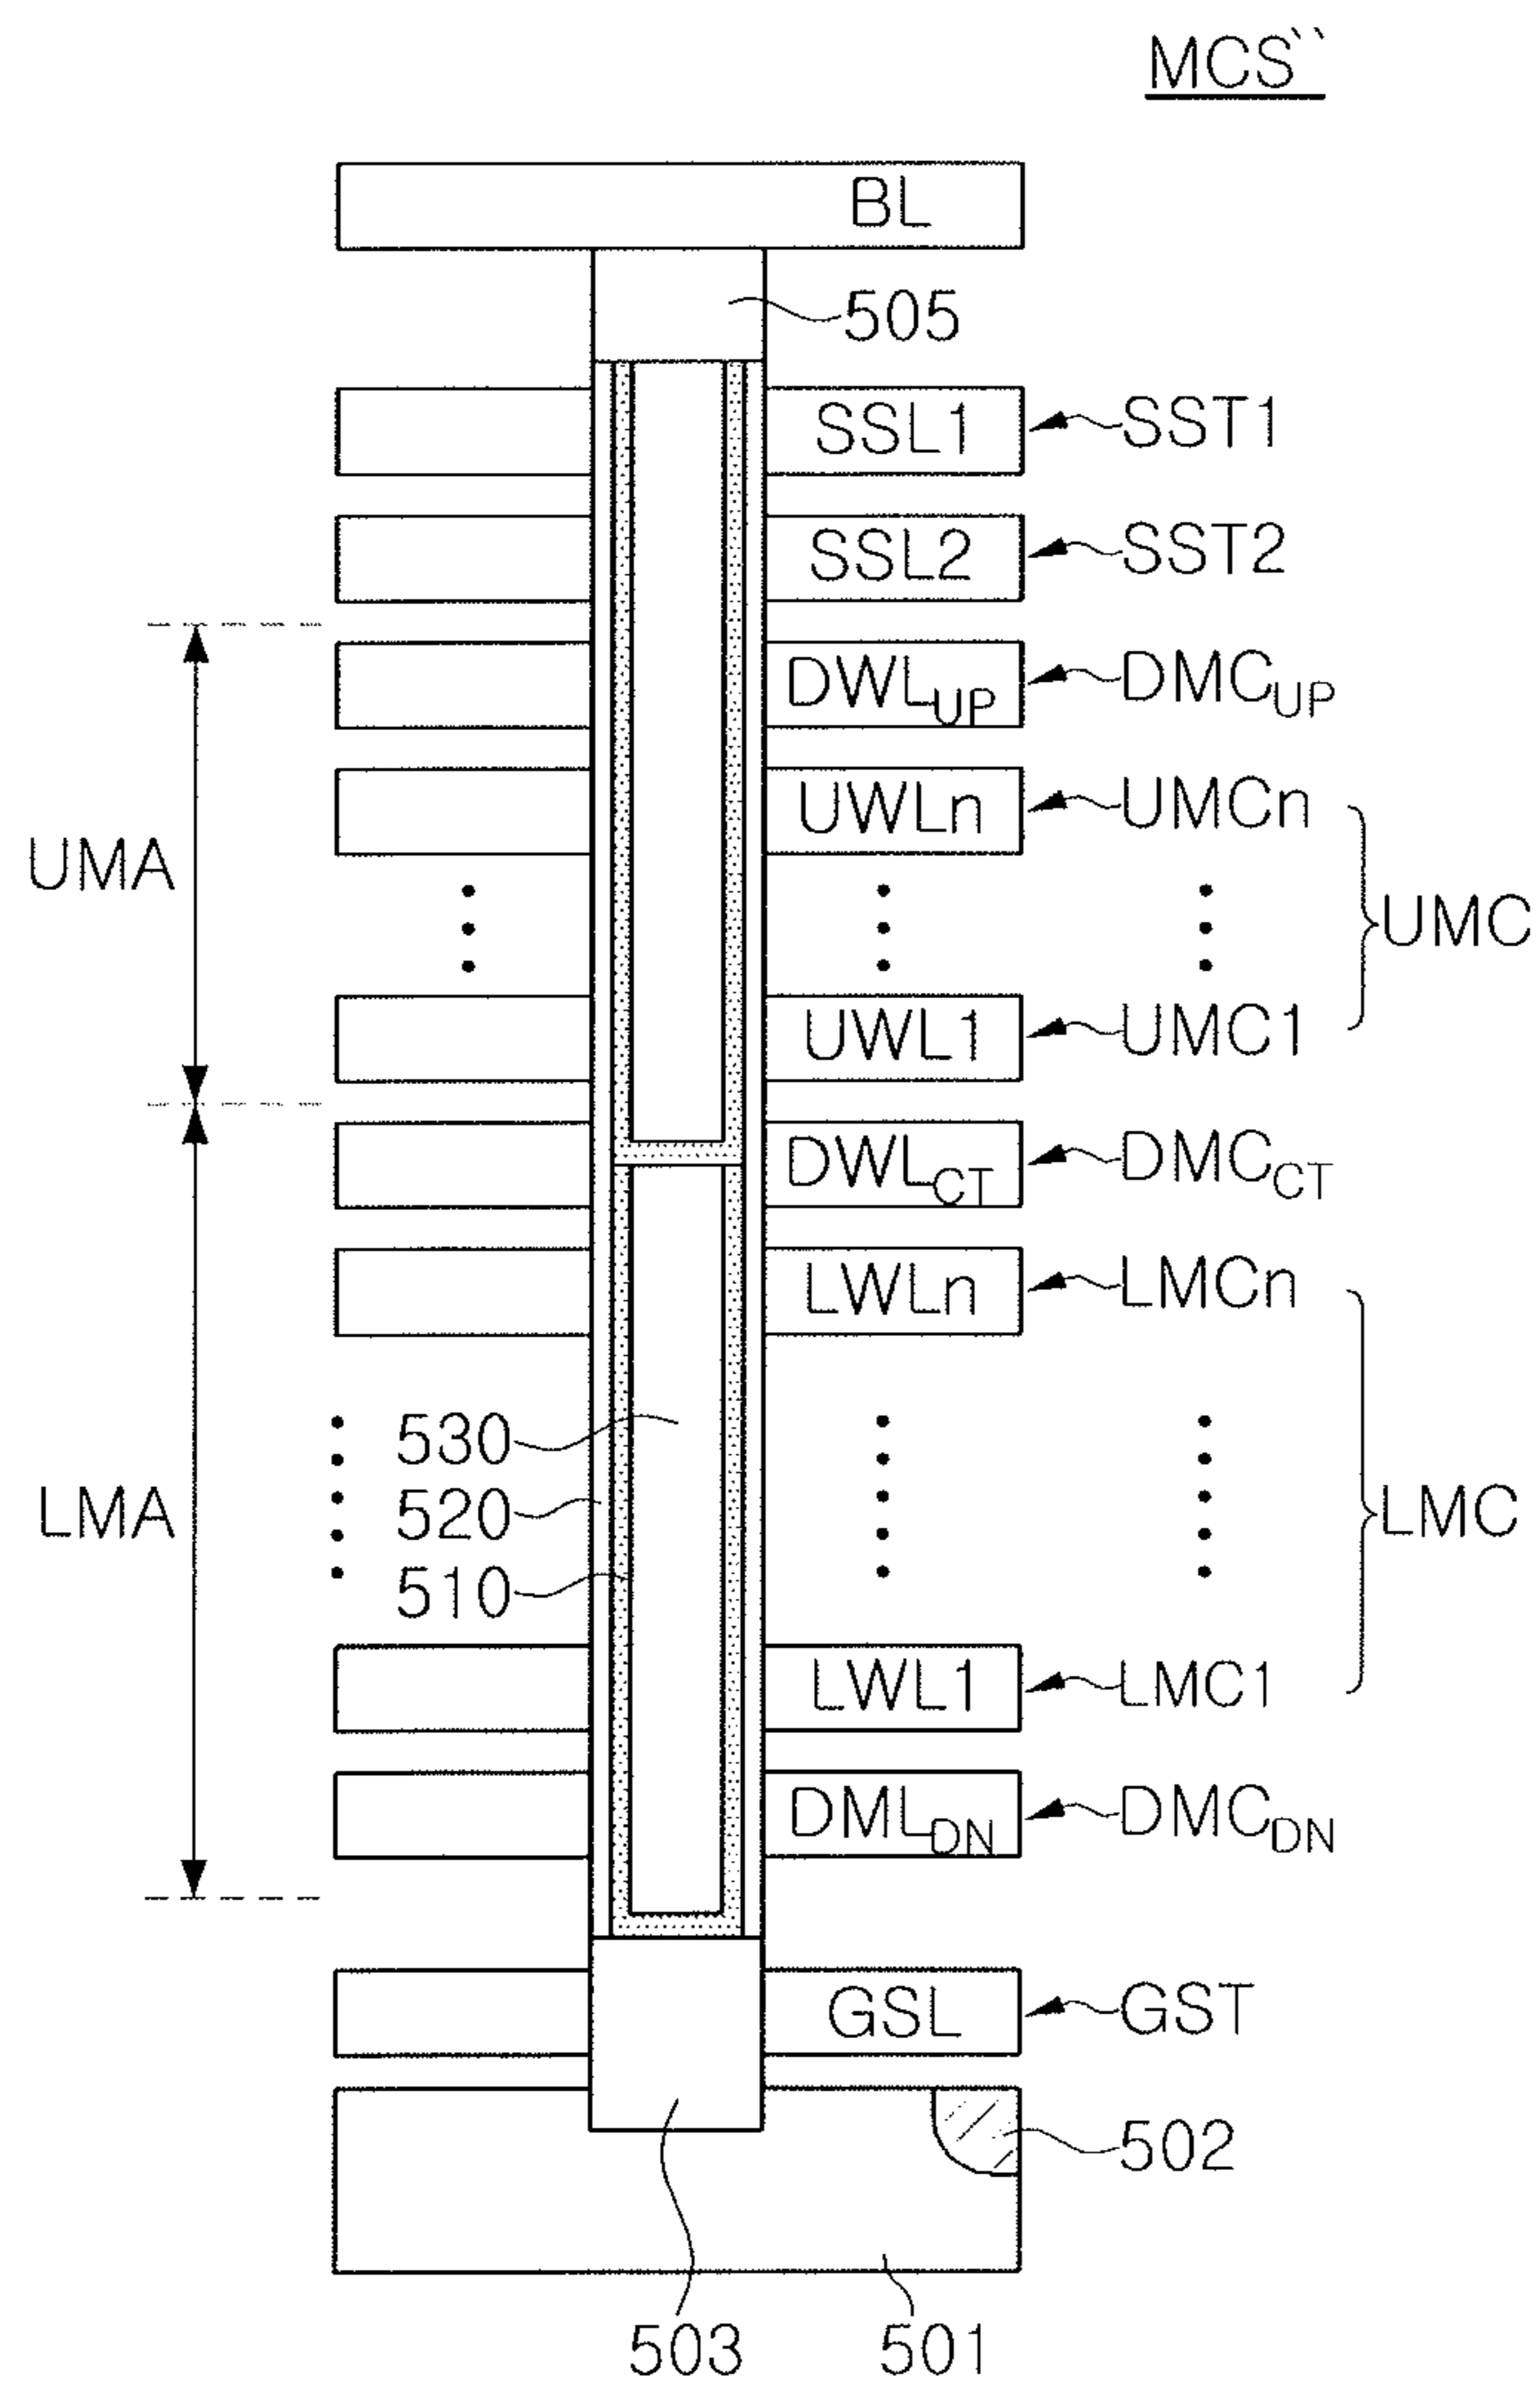 MCS``
BL
505
SSL1 SST1
SSL2 SST2
DWLUP DMCUP
UWLn UMCn
UMA UMC
UWL1 UMC1
DWLCT DMCCT
LWLn LMCn
530
LMA 520 LMC
510
LWL1 LMC1
DMLDN DMCDN
GSL GST
502
503 501